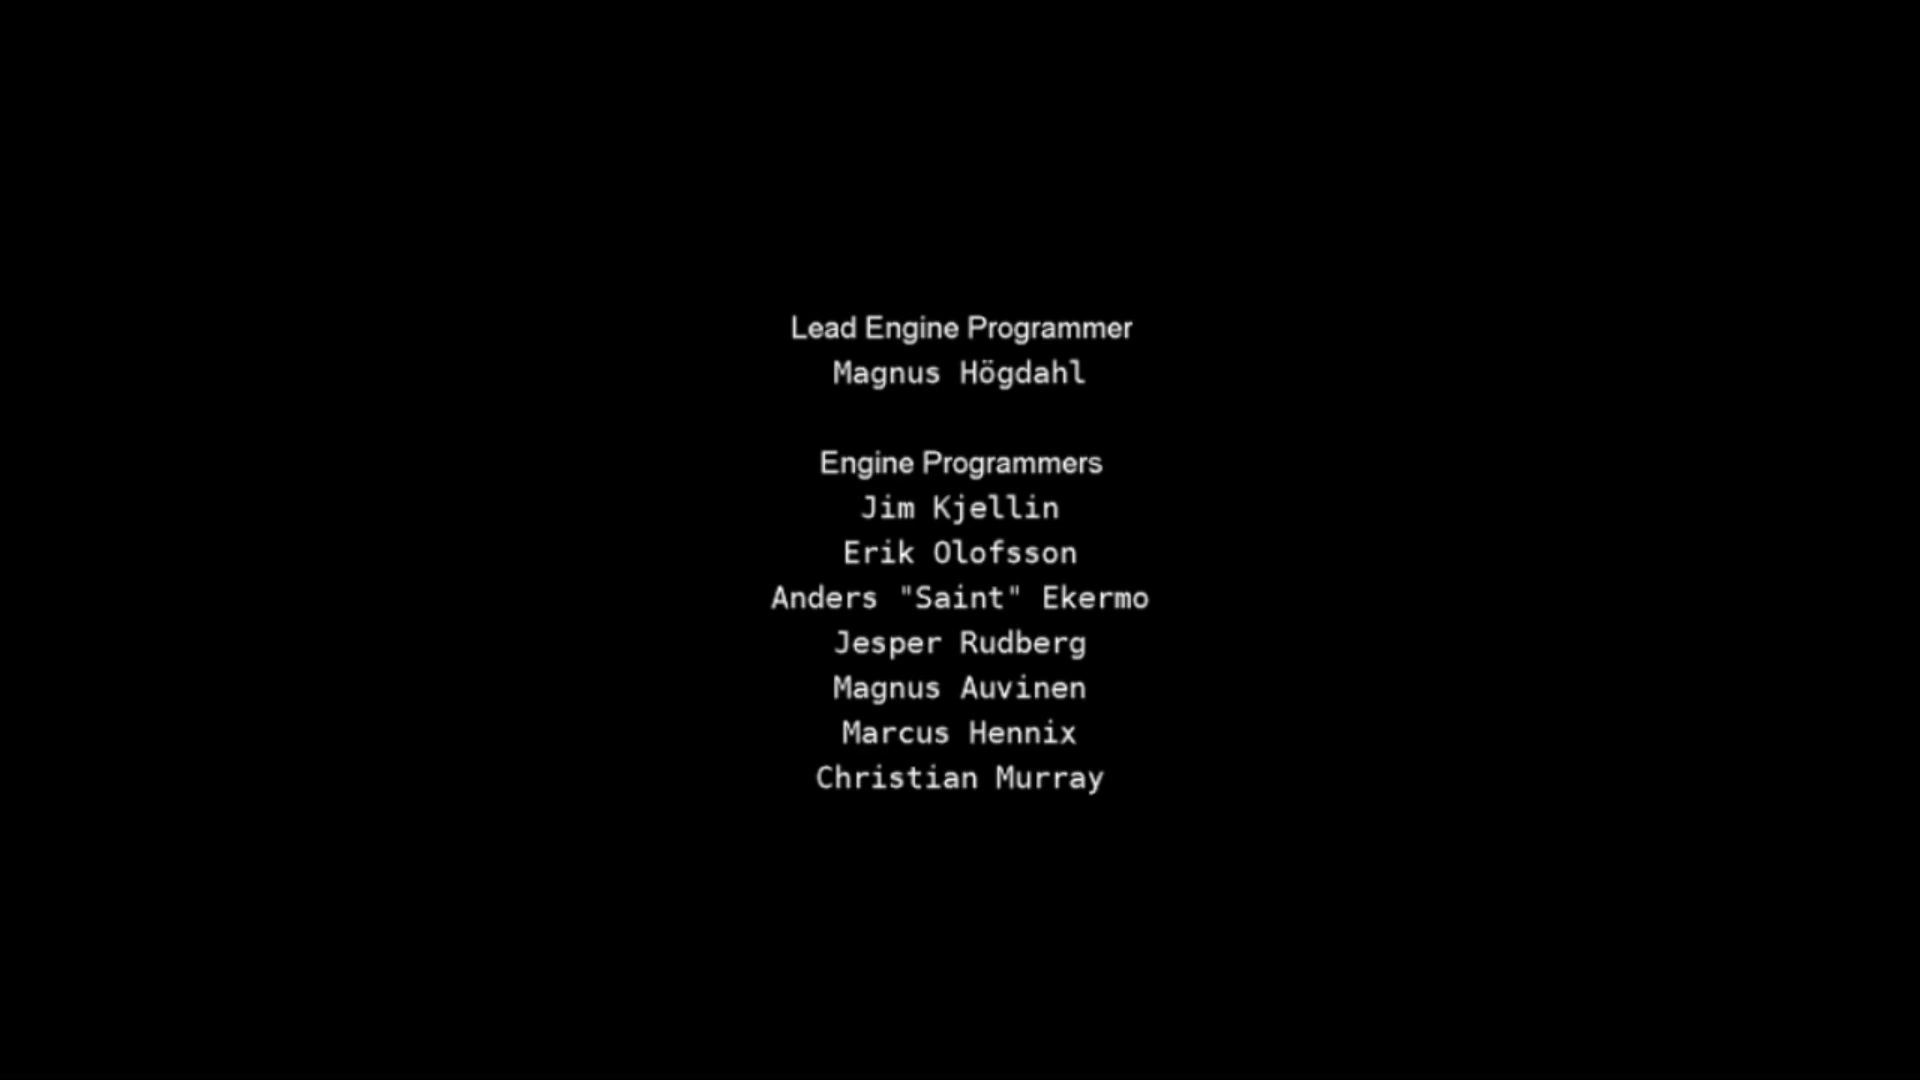 Lead Engine Programmer
Magnus Högdahl
Engine Programmers
Jim Kjellin
Erik Olofsson
Anders "Saint" Ekermo
Jesper Rudberg
Magnus Auvinen
Marcus Hennix
Christian Murray